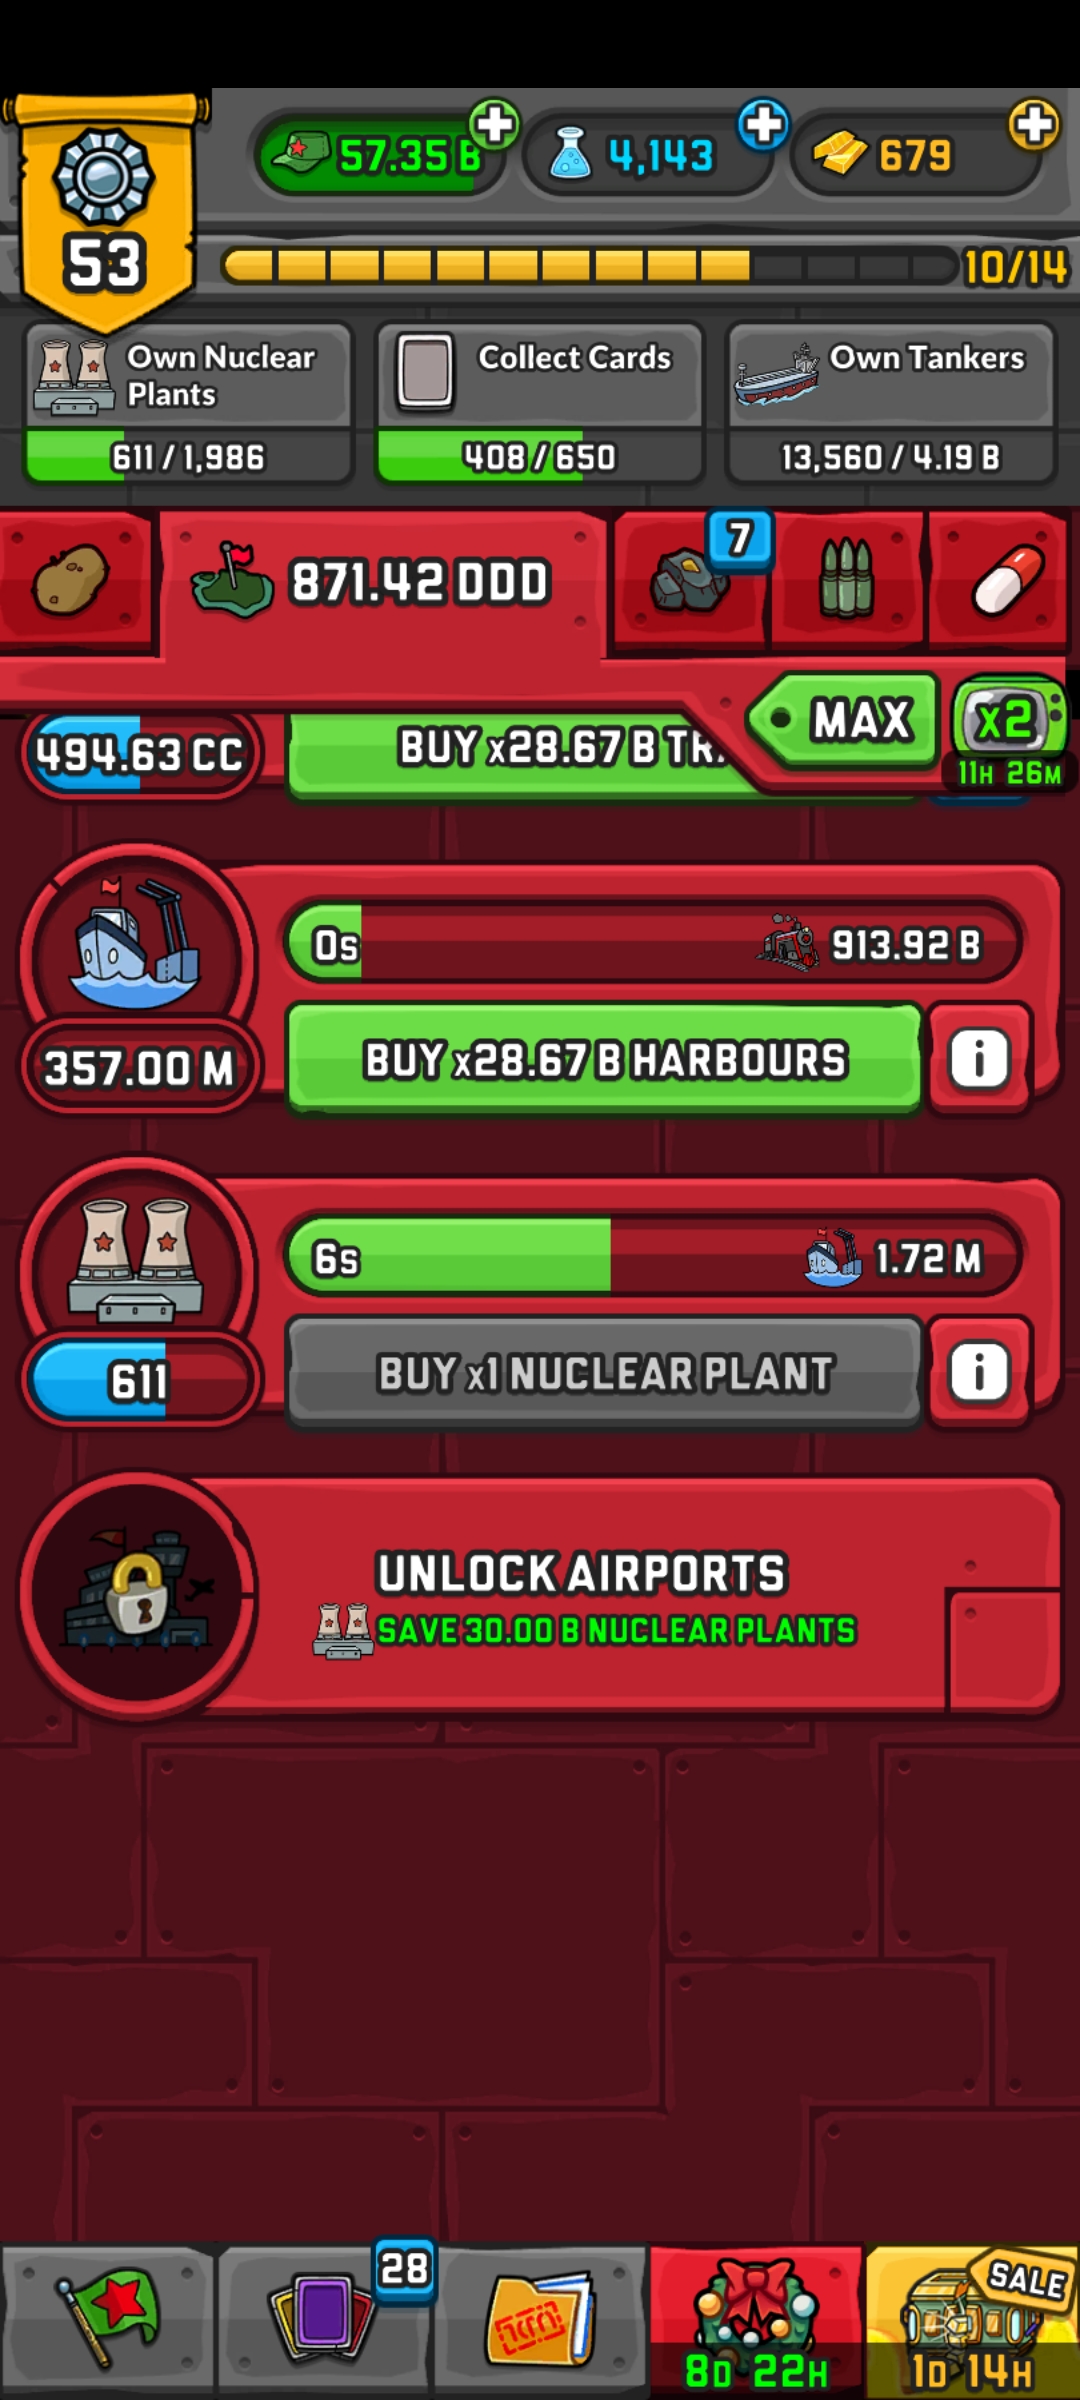 57.35 B
4,143
679
53
10/14
Own Nuclear
Plants
Collect Cards
Own Tankers
611 / 1,986
408 / 650
13,560 / 4.19 B
871.42 DDD
7
MAX
x2
11H 26M
494.63 CC
BUY x28.67 B
0s
913.92 B
357.00 M
BUY x28.67 B HARBOURS
i
6s
1.72 M
611
BUY x1 NUCLEAR PLANT
i
UNLOCK AIRPORTS
SAVE 30.00 B NUCLEAR PLANTS
28
SALE
8D 22H
1D 14H